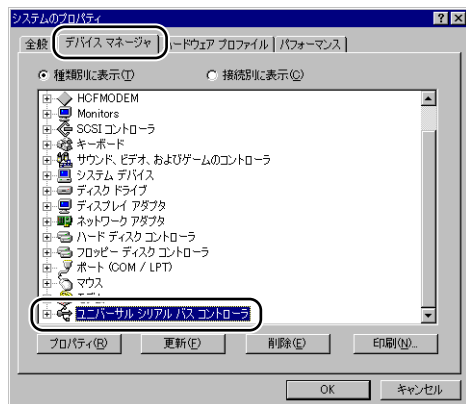 システムのプロパティ
全般 デバイス マネージャ ハードウェア プロファイル パフォーマンス
種類別に表示(T) 接続別に表示(C)
HCFMODEM
Monitors
SCSI コントローラ
キーボード
サウンド、ビデオ、およびゲームのコントローラ
システム デバイス
ディスク ドライブ
ディスプレイ アダプタ
ネットワーク アダプタ
ハード ディスク コントローラ
フロッピー ディスク コントローラ
ポート (COM / LPT)
マウス
ユニバーサル シリアル バス コントローラ
プロパティ(R) 更新(F) 削除(E) 印刷(N)...
OK キャンセル